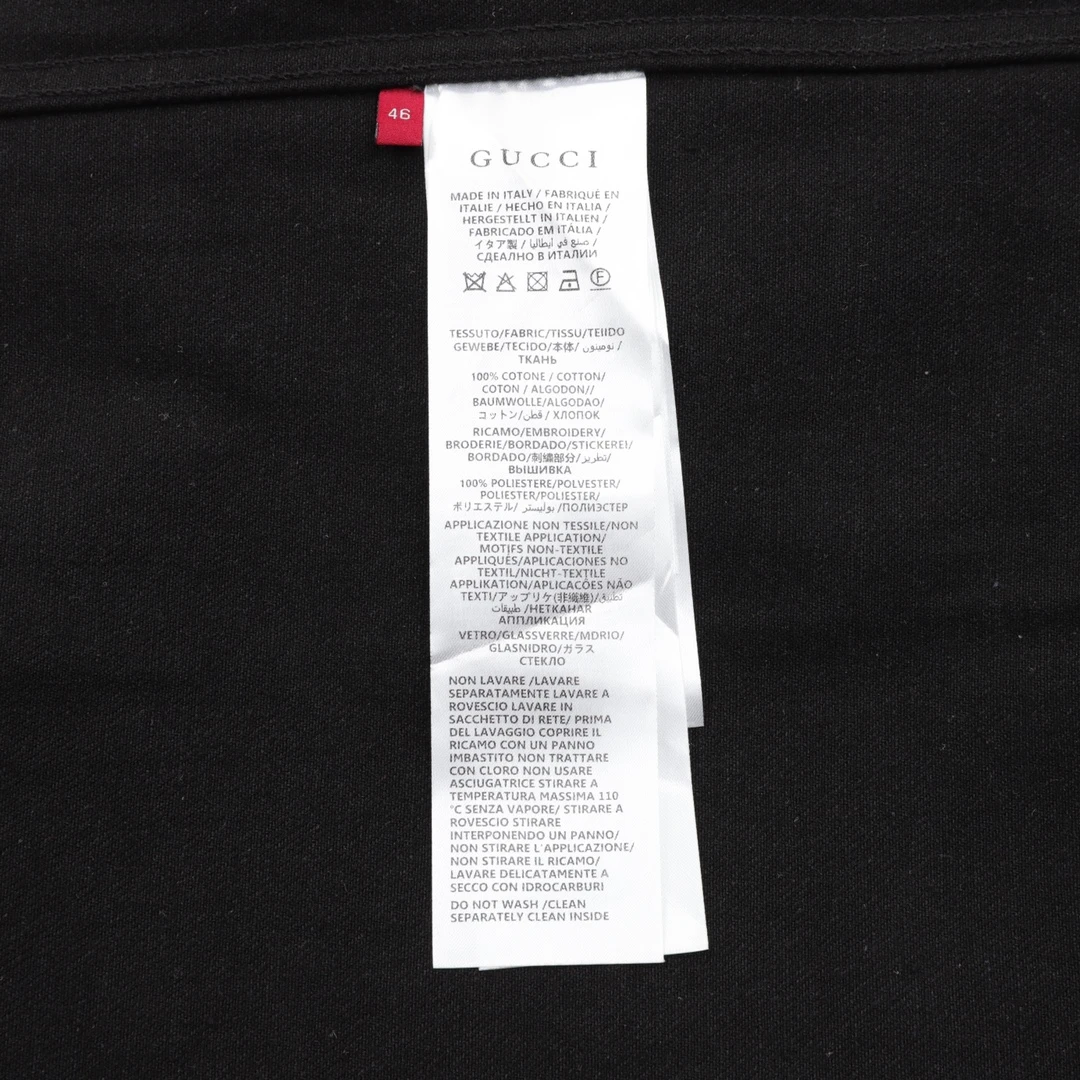 46
GUCCI
MADE IN ITALY / FABRIQUÉ EN
ITALIE / HECHO EN ITALIA /
HERGESTELLT IN ITALIEN /
FABRICADO EM ITÁLIA /
イタア製 / صنع في أيطاليا /
СДЕАЛНО В ИТАЛИИ
F
TESSUTO/FABRIC/TISSU/TEIIDO
GEWEBE/TECIDO/本体/ نومينون /
ТКАНЬ
100% COTONE / COTTON/
COTON / ALGODON//
BAUMWOLLE/ALGODAO/
コットン/قطن / ХЛОПОК
RICAMO/EMBROIDERY/
BRODERIE/BORDADO/STICKEREI/
BORDADO/刺繍部分/تطريز/
ВЫШИВКА
100% POLIESTERE/POLVESTER/
POLIESTER/POLIESTER/
ポリエステル/ بوليستر /ПОЛИЭСТЕР
APPLICAZIONE NON TESSILE/NON
TEXTILE APPLICATION/
MOTIFS NON-TEXTILE
APPLIQUÉS/APLICACIONES NO
TEXTIL/NICHT-TEXTILE
APPLIKATION/APLICACÕES NÃO
TEXTI/アップリケ(非繊維)/تطبيق/
طبيقات /НЕТКАНАЯ
АППЛИКАЦИЯ
VETRO/GLASSVERRE/MDRIO/
GLASNIDRO/ガラス
СТЕКЛО
NON LAVARE /LAVARE
SEPARATAMENTE LAVARE A
ROVESCIO LAVARE IN
SACCHETTO DI RETE/ PRIMA
DEL LAVAGGIO COPRIRE IL
RICAMO CON UN PANNO
IMBASTITO NON TRATTARE
CON CLORO NON USARE
ASCIUGATRICE STIRARE A
TEMPERATURA MASSIMA 110
°C SENZA VAPORE/ STIRARE A
ROVESCIO STIRARE
INTERPONENDO UN PANNO/
NON STIRARE L'APPLICAZIONE/
NON STIRARE IL RICAMO/
LAVARE DELICATAMENTE A
SECCO CON IDROCARBURI
DO NOT WASH /CLEAN
SEPARATELY CLEAN INSIDE